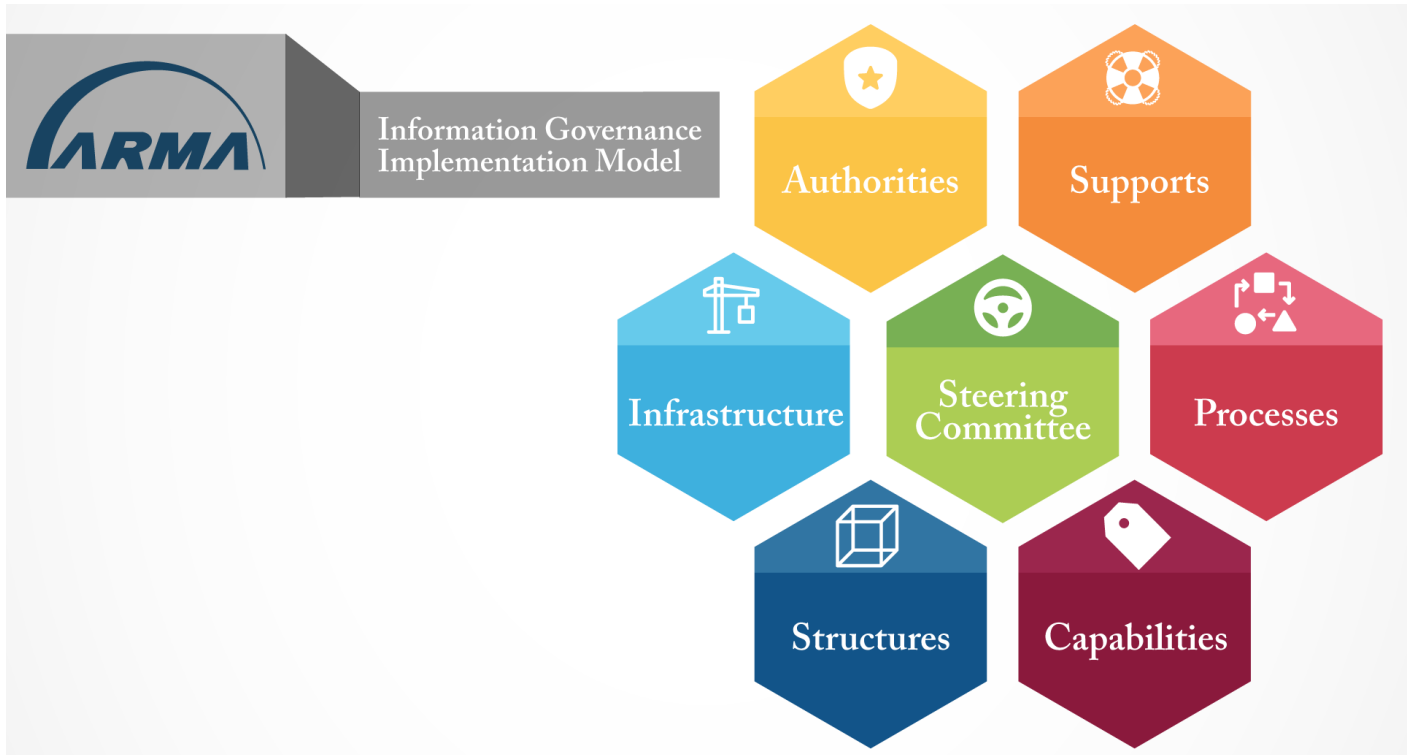 ARMA
Information Governance
Implementation Model
Authorities
Supports
Infrastructure
Steering
Committee
Processes
Structures
Capabilities